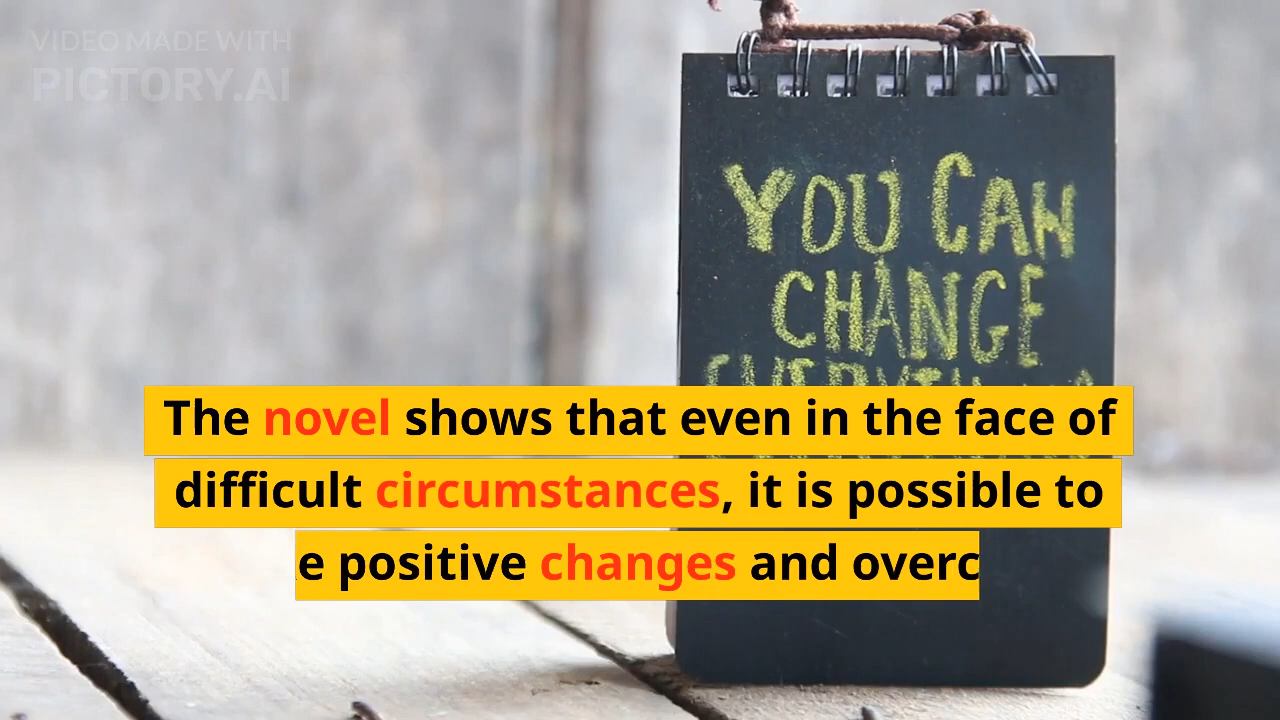 VIDEO MADE WITH
PICTORY.AI
YOU CAN
CHANGE
The novel shows that even in the face of
difficult circumstances, it is possible to
e positive changes and overc